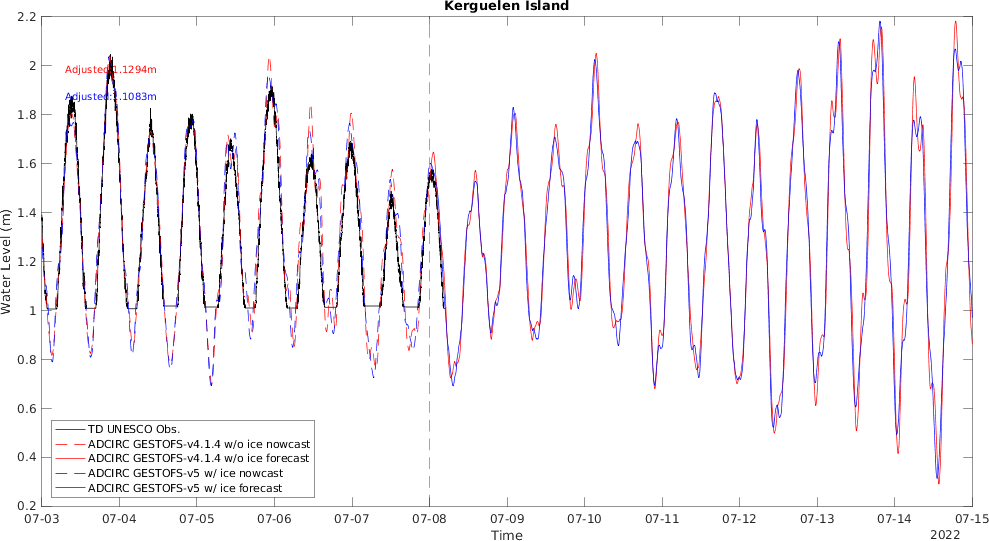 Kerguelen Island
Adjusted:1.1294m
Adjusted:1.1083m
Water Level (m)
2.2
2
1.8
1.6
1.4
1.2
1
0.8
0.6
0.4
0.2
TD UNESCO Obs.
ADCIRC GESTOFS-v4.1.4 w/o ice nowcast
ADCIRC GESTOFS-v4.1.4 w/o ice forecast
ADCIRC GESTOFS-v5 w/ ice nowcast
ADCIRC GESTOFS-v5 w/ ice forecast
07-03 07-04 07-05 07-06 07-07 07-08 07-09 07-10 07-11 07-12 07-13 07-14 07-15
Time
2022